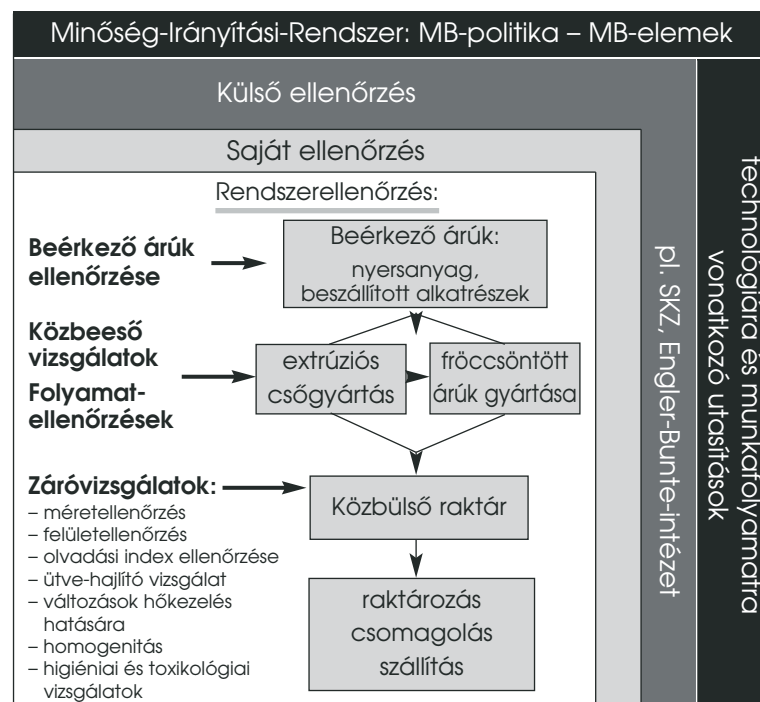 Minőség-Irányítási-Rendszer: MB-politika – MB-elemek
Külső ellenőrzés
Saját ellenőrzés
Rendszerellenőrzés:
Beérkező árúk
ellenőrzése
Beérkező árúk:
nyersanyag,
beszállított alkatrészek
Közbeeső
vizsgálatok
Folyamat-
ellenőrzések
extrúziós
csőgyártás
fröccsöntött
árúk gyártása
Záróvizsgálatok:
– méretellenőrzés
– felületellenőrzés
– olvadási index ellenőrzése
– ütve-hajlító vizsgálat
– változások hőkezelés
hatására
– homogenitás
– higiéniai és toxikológiai
vizsgálatok
Közbülső raktár
raktározás
csomagolás
szállítás
pl. SKZ, Engler-Bunte-intézet
technológiára és munkafolyamatra
vonatkozó utasítások